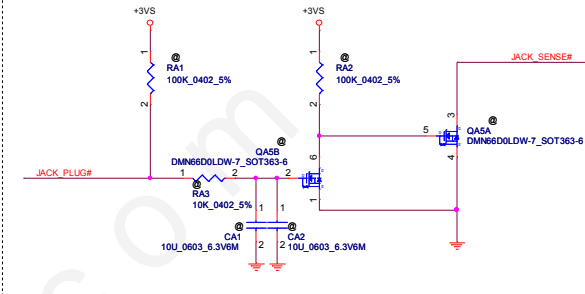 +3VS
+3VS
1
@
RA1
100K_0402_5%
2
1
@
RA2
100K_0402_5%
2
JACK_SENSE#
3
@
QA5A
DMN66D0LDW-7_SOT363-6
5
4
@
QA5B
DMN66D0LDW-7_SOT363-6
6
2
1
JACK_PLUG#
1
2
@
RA3
10K_0402_5%
1
@
CA1
10U_0603_6.3V6M
2
1
@
CA2
10U_0603_6.3V6M
2
s c o m